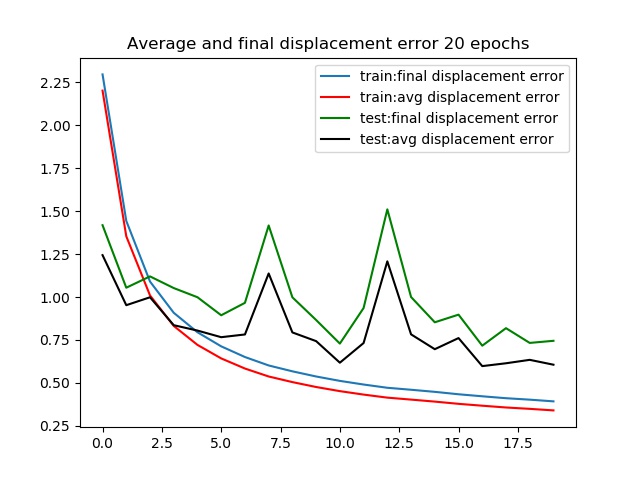 Average and final displacement error 20 epochs
train:final displacement error
train:avg displacement error
test:final displacement error
test:avg displacement error
2.25
2.00
1.75
1.50
1.25
1.00
0.75
0.50
0.25
0.0 2.5 5.0 7.5 10.0 12.5 15.0 17.5